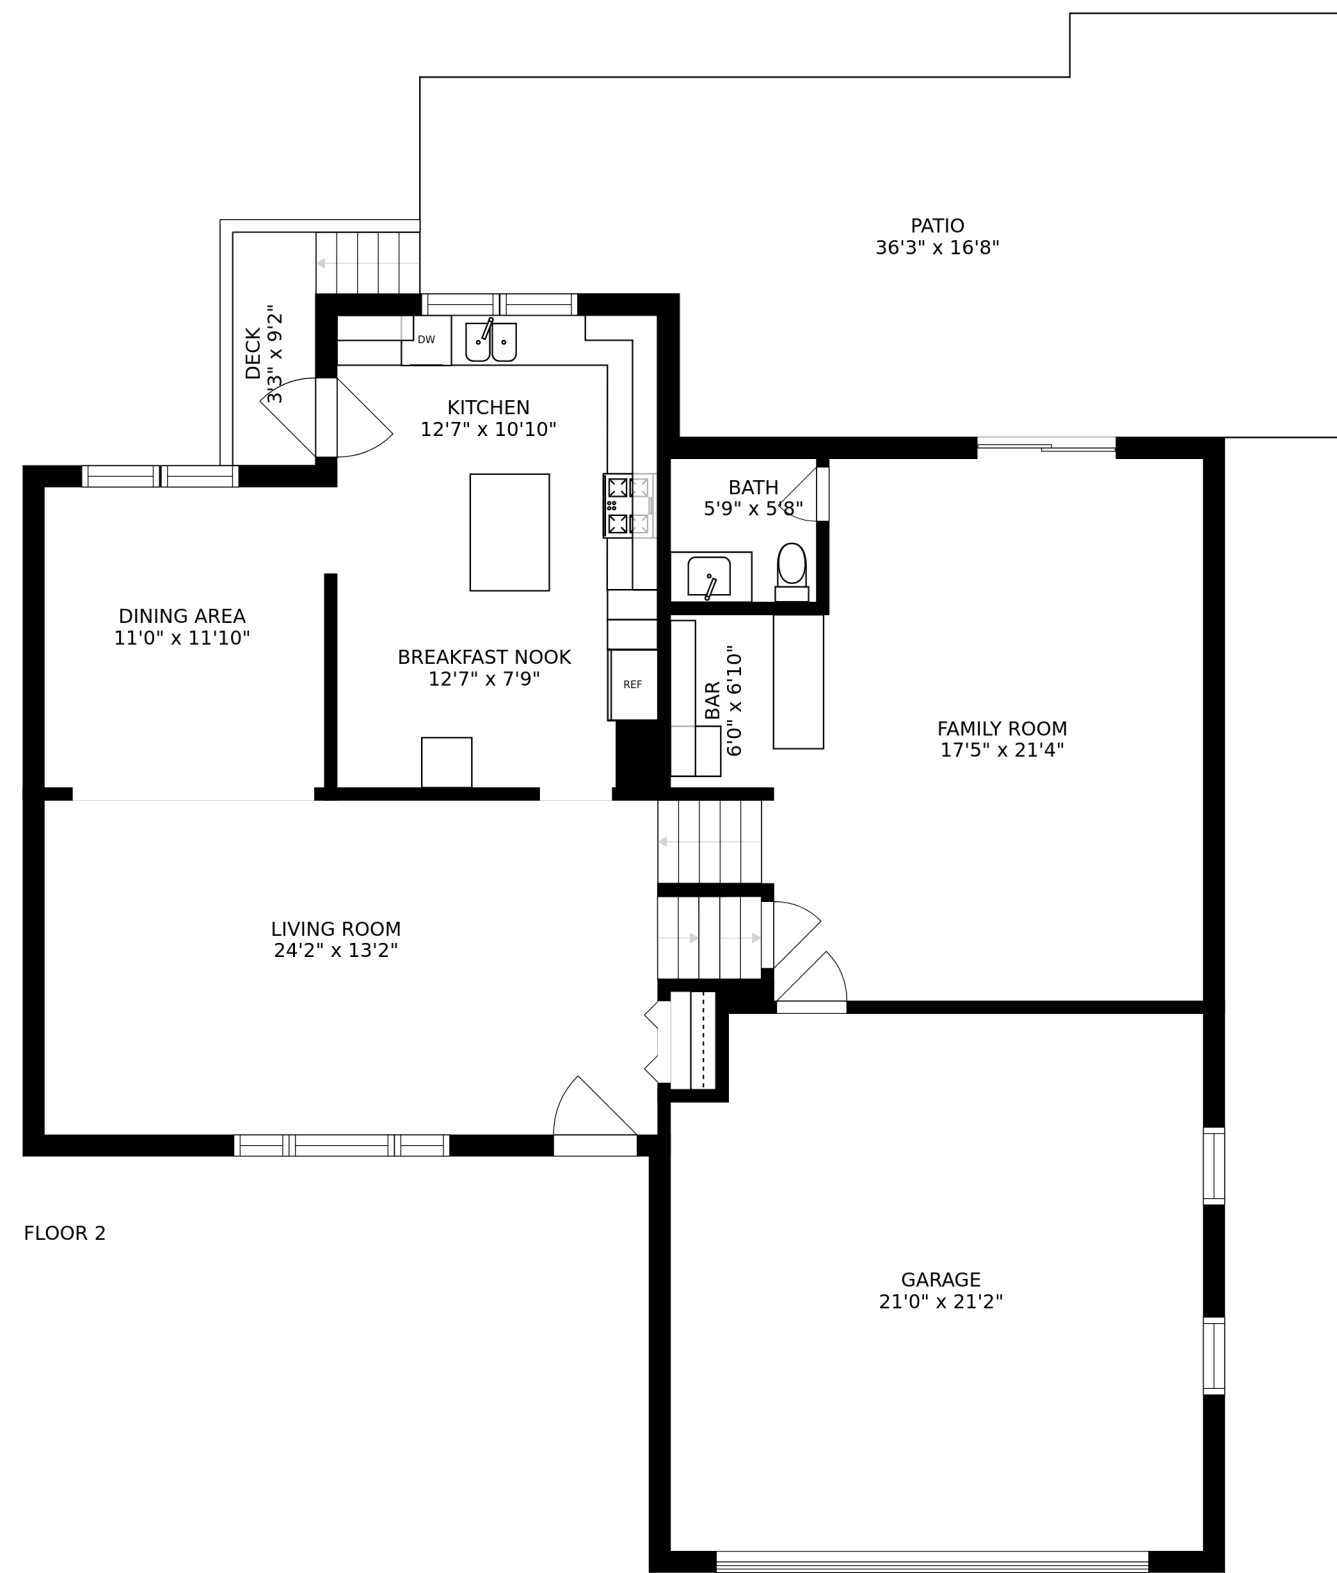 PATIO
36'3" x 16'8"
DECK
3'3" x 9'2"
DW
KITCHEN
12'7" x 10'10"
BATH
5'9" x 5'8"
DINING AREA
11'0" x 11'10"
BREAKFAST NOOK
12'7" x 7'9"
REF
BAR
6'0" x 6'10"
FAMILY ROOM
17'5" x 21'4"
LIVING ROOM
24'2" x 13'2"
FLOOR 2
GARAGE
21'0" x 21'2"